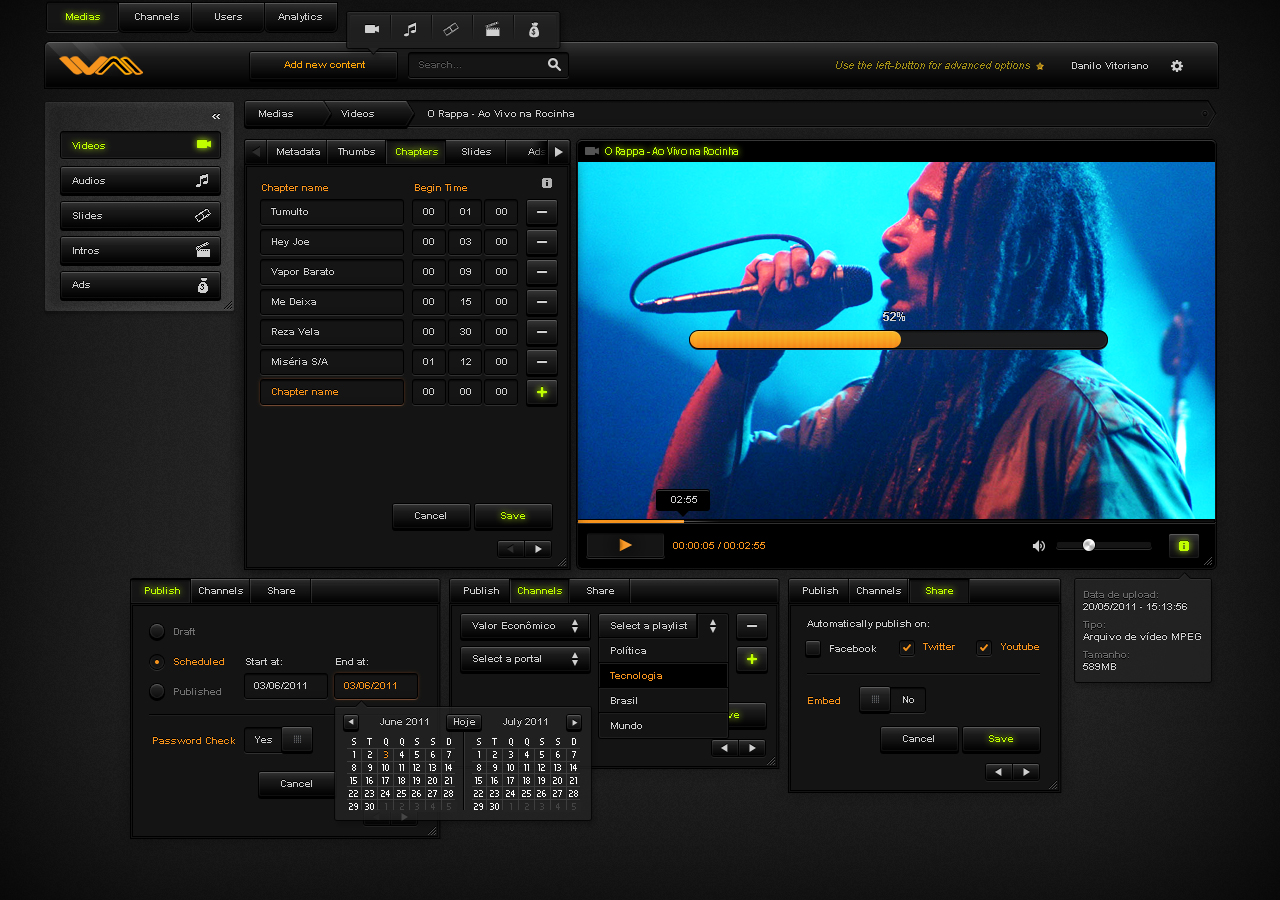 Medias Channels Users Analytics
Add new content Search... Use the left-button for advanced options Danilo Vitoriano
Medias Videos O Rappa - Ao Vivo na Rocinha
Videos
Audios
Slides
Intros
Ads
Metadata Thumbs Chapters Slides Ads
Chapter name Begin Time
Tumulto 00 01 00
Hey Joe 00 03 00
Vapor Barato 00 09 00
Me Deixa 00 15 00
Reza Vela 00 30 00
Miséria S/A 01 12 00
Chapter name 00 00 00
Cancel Save
O Rappa - Ao Vivo na Rocinha
52%
02:55
00:00:05 / 00:02:55
Publish Channels Share
Draft
Scheduled Start at: End at:
Published 03/06/2011 03/06/2011
Password Check Yes
Cancel
June 2011 Hoje July 2011
S T Q Q S S D S T Q Q S S D
1 2 3 4 5 6 7 1 2 3 4 5 6 7
8 9 10 11 12 13 14 8 9 10 11 12 13 14
15 16 17 18 19 20 21 15 16 17 18 19 20 21
22 23 24 25 26 27 28 22 23 24 25 26 27 28
29 30 1 2 3 4 5 29 30 1 2 3 4 5
Publish Channels Share
Valor Econômico Select a playlist
Select a portal Política
Tecnologia
Brasil
Mundo
ve
Publish Channels Share
Automatically publish on:
Facebook Twitter Youtube
Embed No
Cancel Save
Data de upload:
20/05/2011 - 15:13:56
Tipo:
Arquivo de vídeo MPEG
Tamanho:
589MB